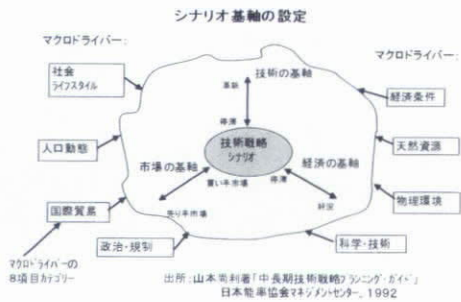 シナリオ基軸の設定
マクロドライバー:
マクロドライバー:
社会
ライフスタイル
技術の基軸
革新
停滞
経済条件
人口動態
技術戦略
シナリオ
天然資源
市場の基軸
経済の基軸
買い手市場
停滞
売り手市場
国際貿易
物理環境
政治・規制
科学・技術
マクロドライバーの
8項目カテゴリー
出所:山本尚利著「中長期技術戦略プランニング・ガイド」
日本能率協会マネジメントセンター、1992